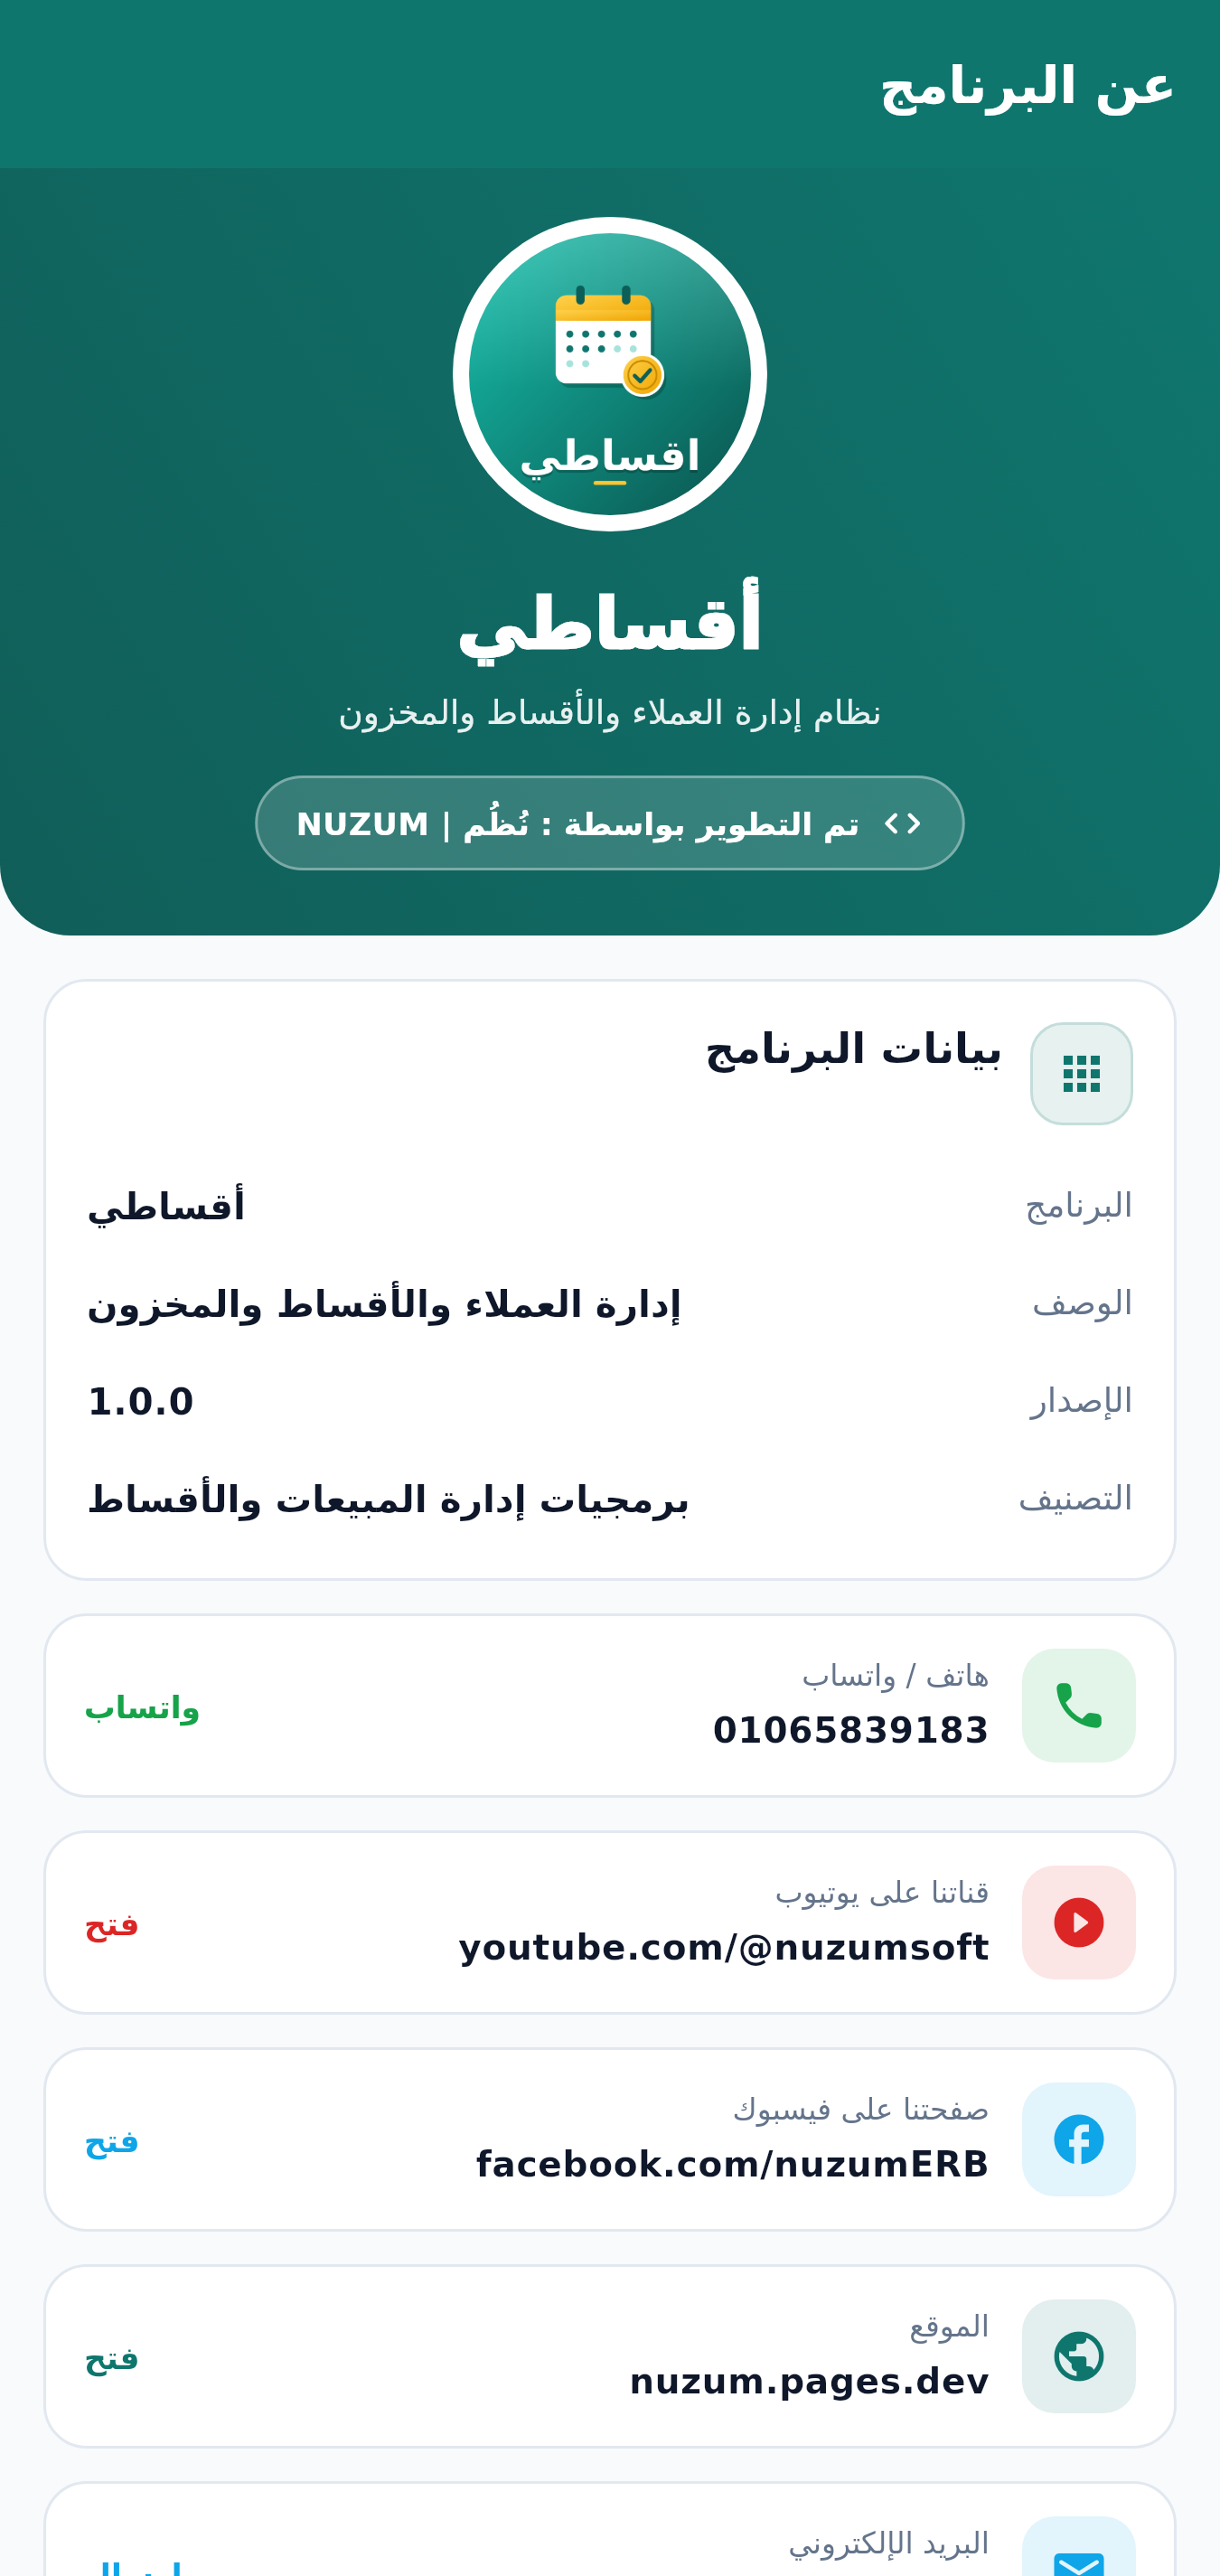 عن البرنامج
اقساطي
أقساطي
نظام إدارة العملاء والأقساط والمخزون
تم التطوير بواسطة : نُظُم | NUZUM
بيانات البرنامج
البرنامج أقساطي
الوصف إدارة العملاء والأقساط والمخزون
الإصدار 1.0.0
التصنيف برمجيات إدارة المبيعات والأقساط
هاتف / واتساب
01065839183
واتساب
قناتنا على يوتيوب
youtube.com/@nuzumsoft
فتح
صفحتنا على فيسبوك
facebook.com/nuzumERB
فتح
الموقع
nuzum.pages.dev
فتح
البريد الإلكتروني